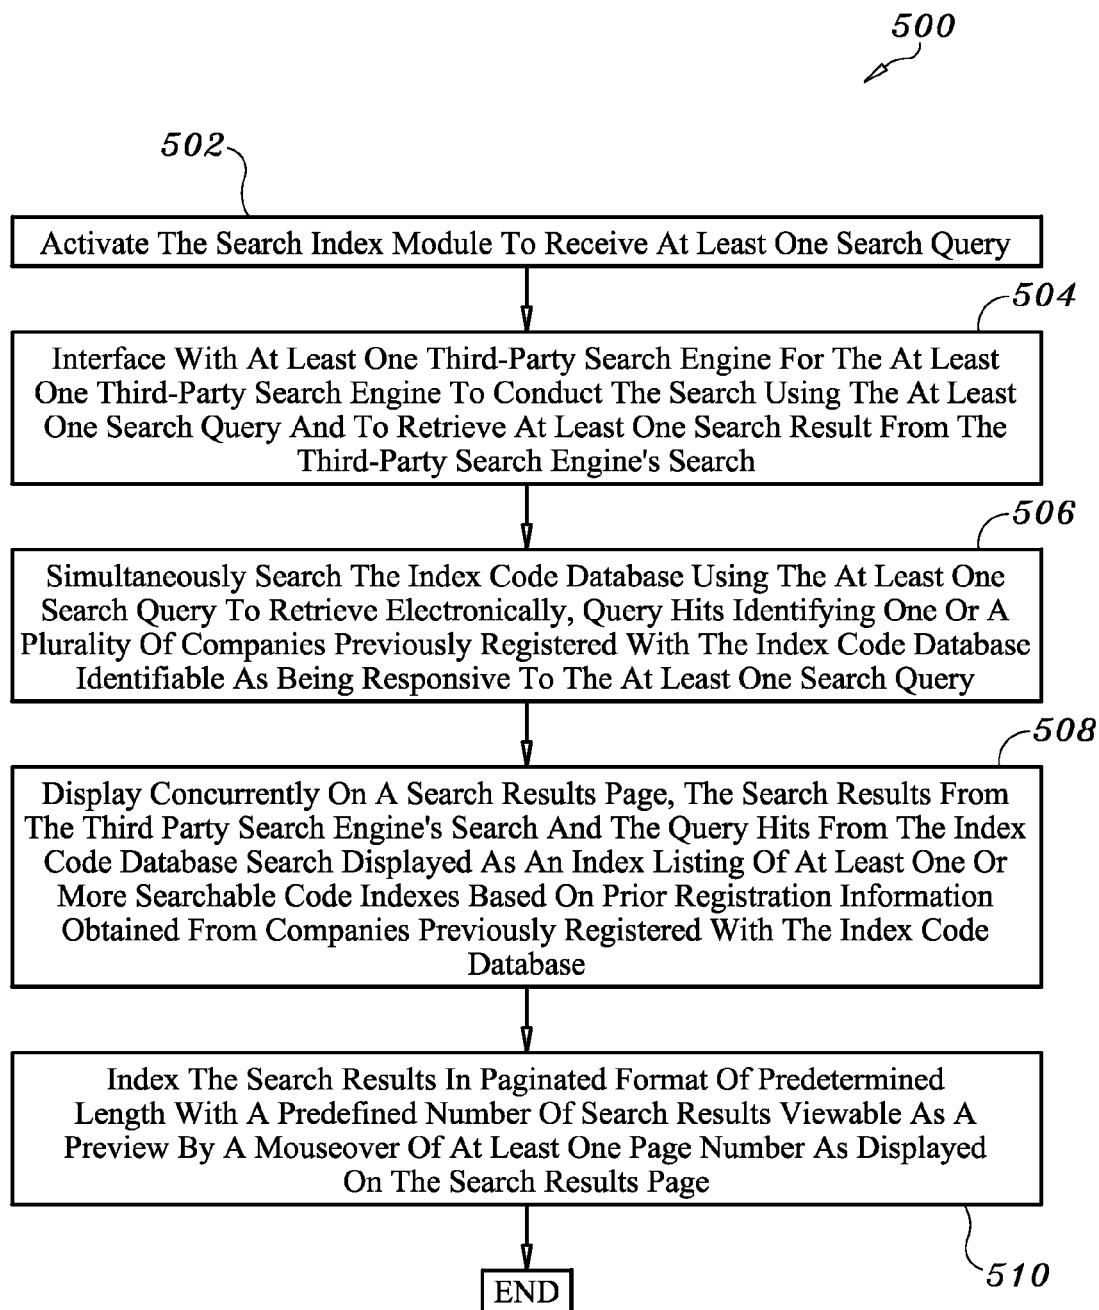 500
502
Activate The Search Index Module To Receive At Least One Search Query
504
Interface With At Least One Third-Party Search Engine For The At Least
One Third-Party Search Engine To Conduct The Search Using The At Least
One Search Query And To Retrieve At Least One Search Result From The
Third-Party Search Engine's Search
506
Simultaneously Search The Index Code Database Using The At Least One
Search Query To Retrieve Electronically, Query Hits Identifying One Or A
Plurality Of Companies Previously Registered With The Index Code Database
Identifiable As Being Responsive To The At Least One Search Query
508
Display Concurrently On A Search Results Page, The Search Results From
The Third Party Search Engine's Search And The Query Hits From The Index
Code Database Search Displayed As An Index Listing Of At Least One Or
More Searchable Code Indexes Based On Prior Registration Information
Obtained From Companies Previously Registered With The Index Code
Database
Index The Search Results In Paginated Format Of Predetermined
Length With A Predefined Number Of Search Results Viewable As A
Preview By A Mouseover Of At Least One Page Number As Displayed
On The Search Results Page
510
END